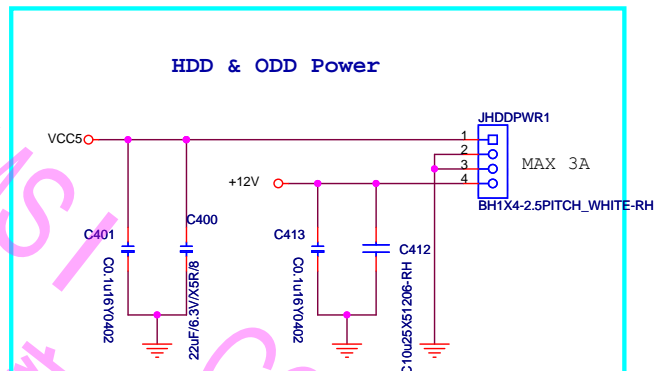 HDD & ODD Power
JHDDPWR1
VCC5
1
2
3
4
MAX 3A
+12V
BH1X4-2.5PITCH_WHITE-RH
C401
C400
C413
C412
C0.1u16Y0402
22uF/6.3V/X5R/8
C0.1u16Y0402
C10u25X51206-RH
MSI